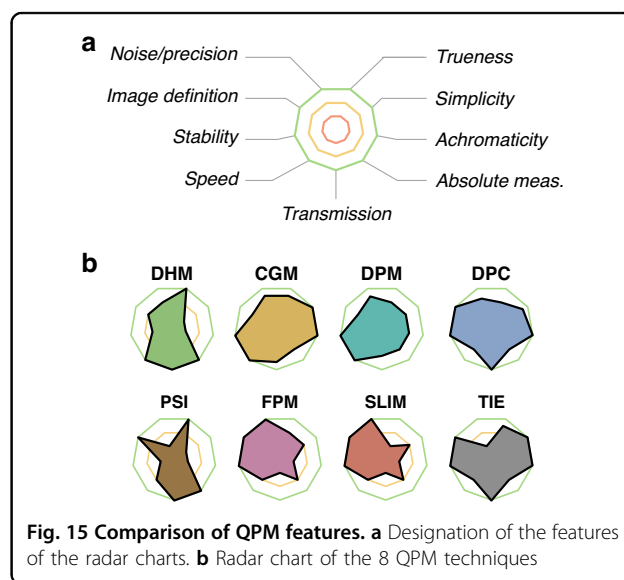 a
Noise/precision Trueness
Image definition Simplicity
Stability Achromaticity
Speed Absolute meas.
Transmission
b
DHM CGM DPM DPC
PSI FPM SLIM TIE
Fig. 15 Comparison of QPM features. a Designation of the features
of the radar charts. b Radar chart of the 8 QPM techniques